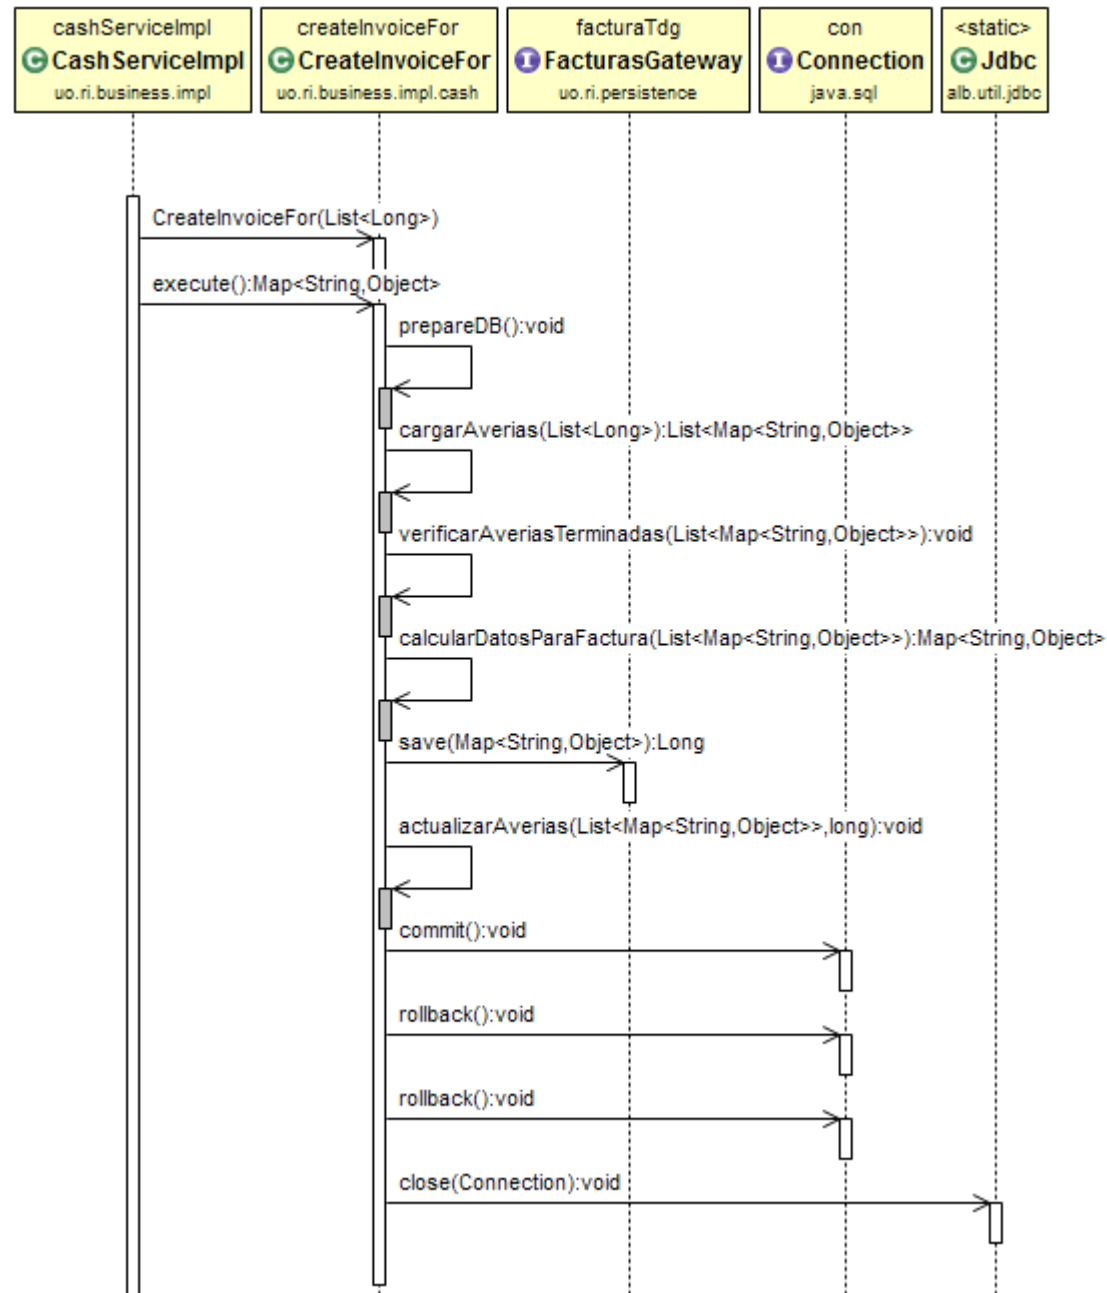 cashServiceImpl
CashServiceImpl
uo.ri.business.impl
createInvoiceFor
CreateInvoiceFor
uo.ri.business.impl.cash
facturaTdg
FacturasGateway
uo.ri.persistence
con
Connection
java.sql
<static>
Jdbc
alb.util.jdbc
CreateInvoiceFor(List<Long>)
execute():Map<String,Object>
prepareDB():void
cargarAverias(List<Long>):List<Map<String,Object>>
verificarAveriasTerminadas(List<Map<String,Object>>):void
calcularDatosParaFactura(List<Map<String,Object>>):Map<String,Object>
save(Map<String,Object>):Long
actualizarAverias(List<Map<String,Object>>,long):void
commit():void
rollback():void
rollback():void
close(Connection):void